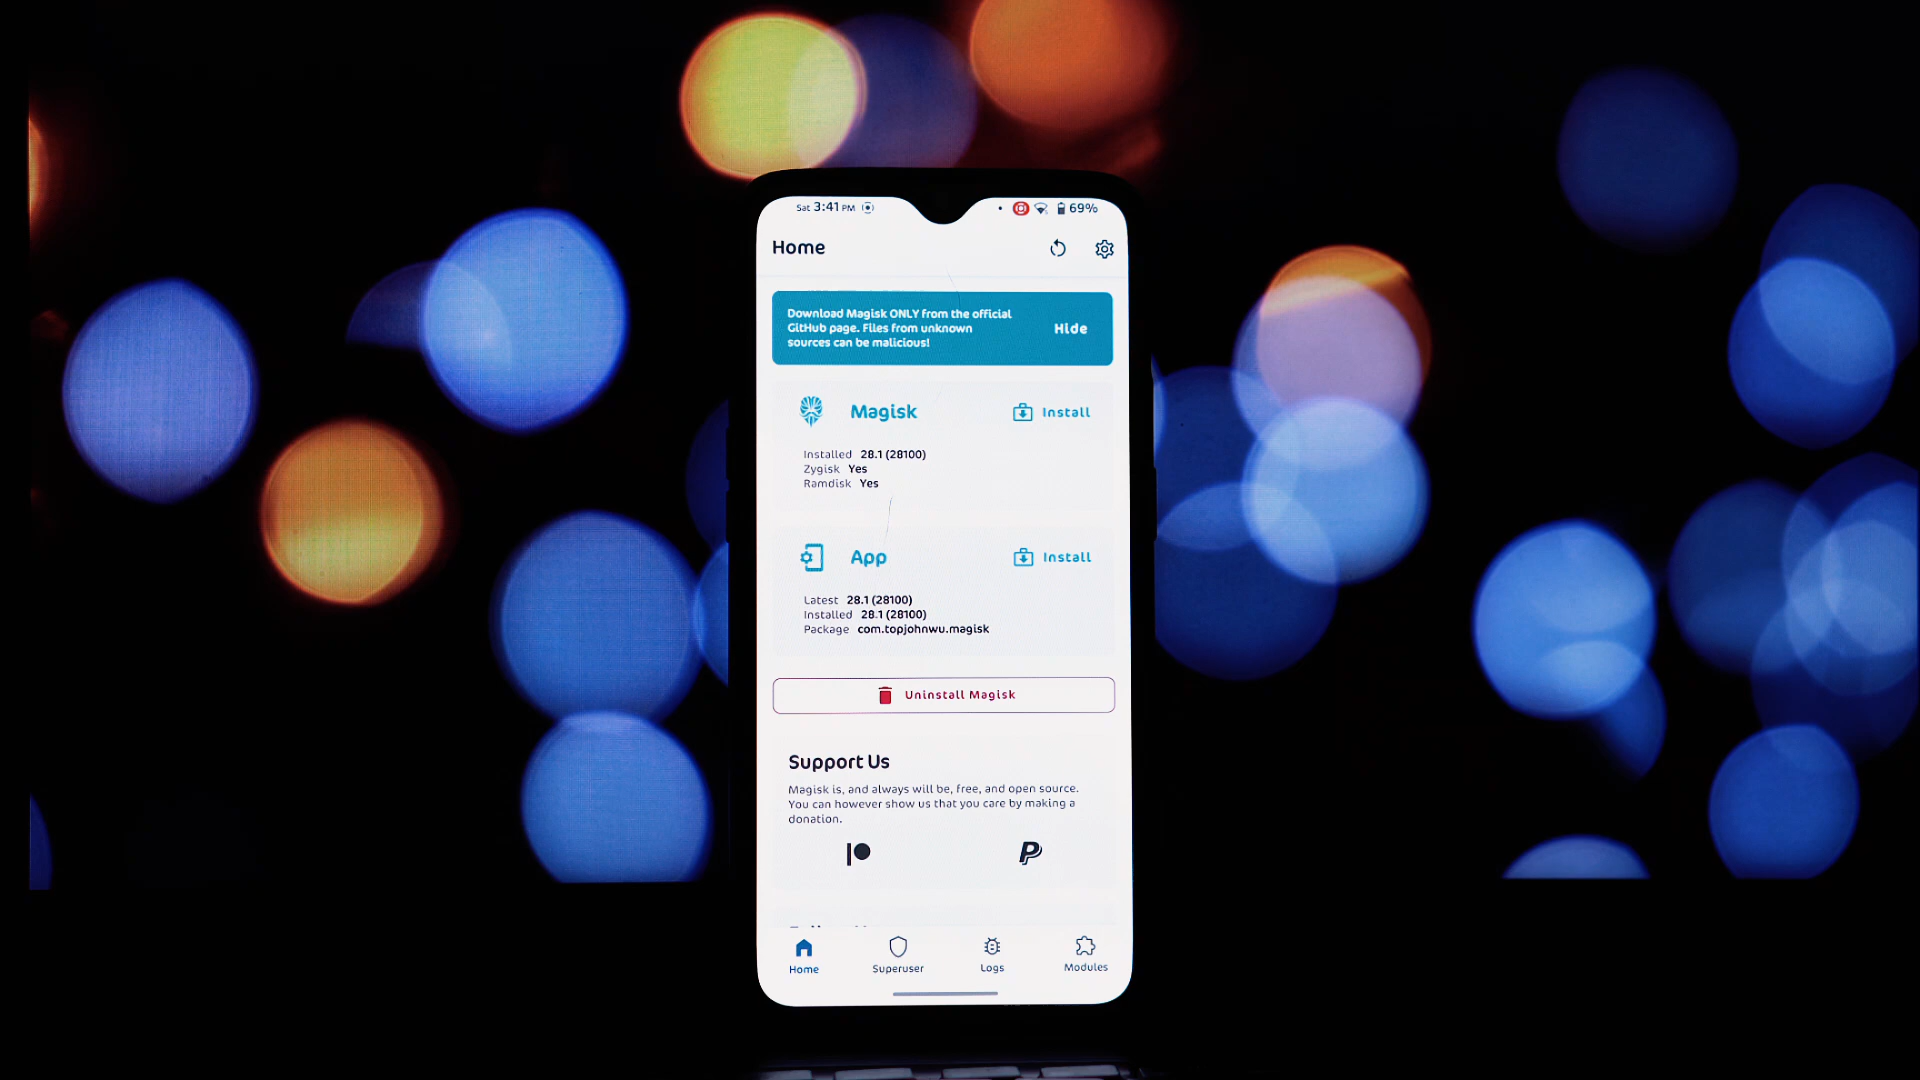 Sat 3:41 PM
69%
Home
Download Magisk ONLY from the official
GitHub page. Files from unknown
sources can be malicious!
Hide
Magisk
Install
Installed 28.1 (28100)
Zygisk Yes
Ramdisk Yes
App
Install
Latest 28.1 (28100)
Installed 28.1 (28100)
Package com.topjohnwu.magisk
Uninstall Magisk
Support Us
Magisk is, and always will be, free, and open source.
You can however show us that you care by making a
donation.
Home
Superuser
Logs
Modules